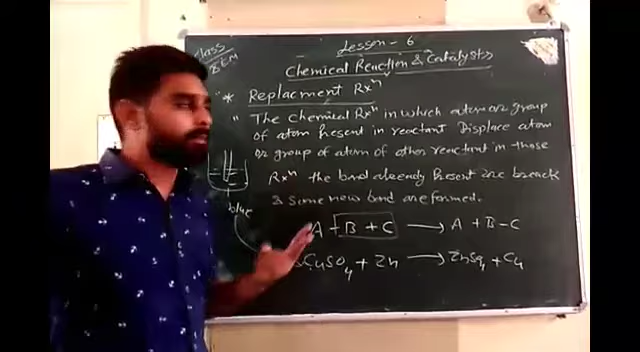 Class
8 EM
Lesson - 6
Chemical Reaction & Catalysts
* Replacment Rxⁿ
" The chemical Rxⁿ in which atom or group
of atom Present in reactant Displace atom
or group of atom of other reactant in those
Rxⁿ the bond already Present are break
& Some new bond are formed.
blue
A + B + C → A + B - C
CuSO₄ + Zn → ZnSo₄ + Cu